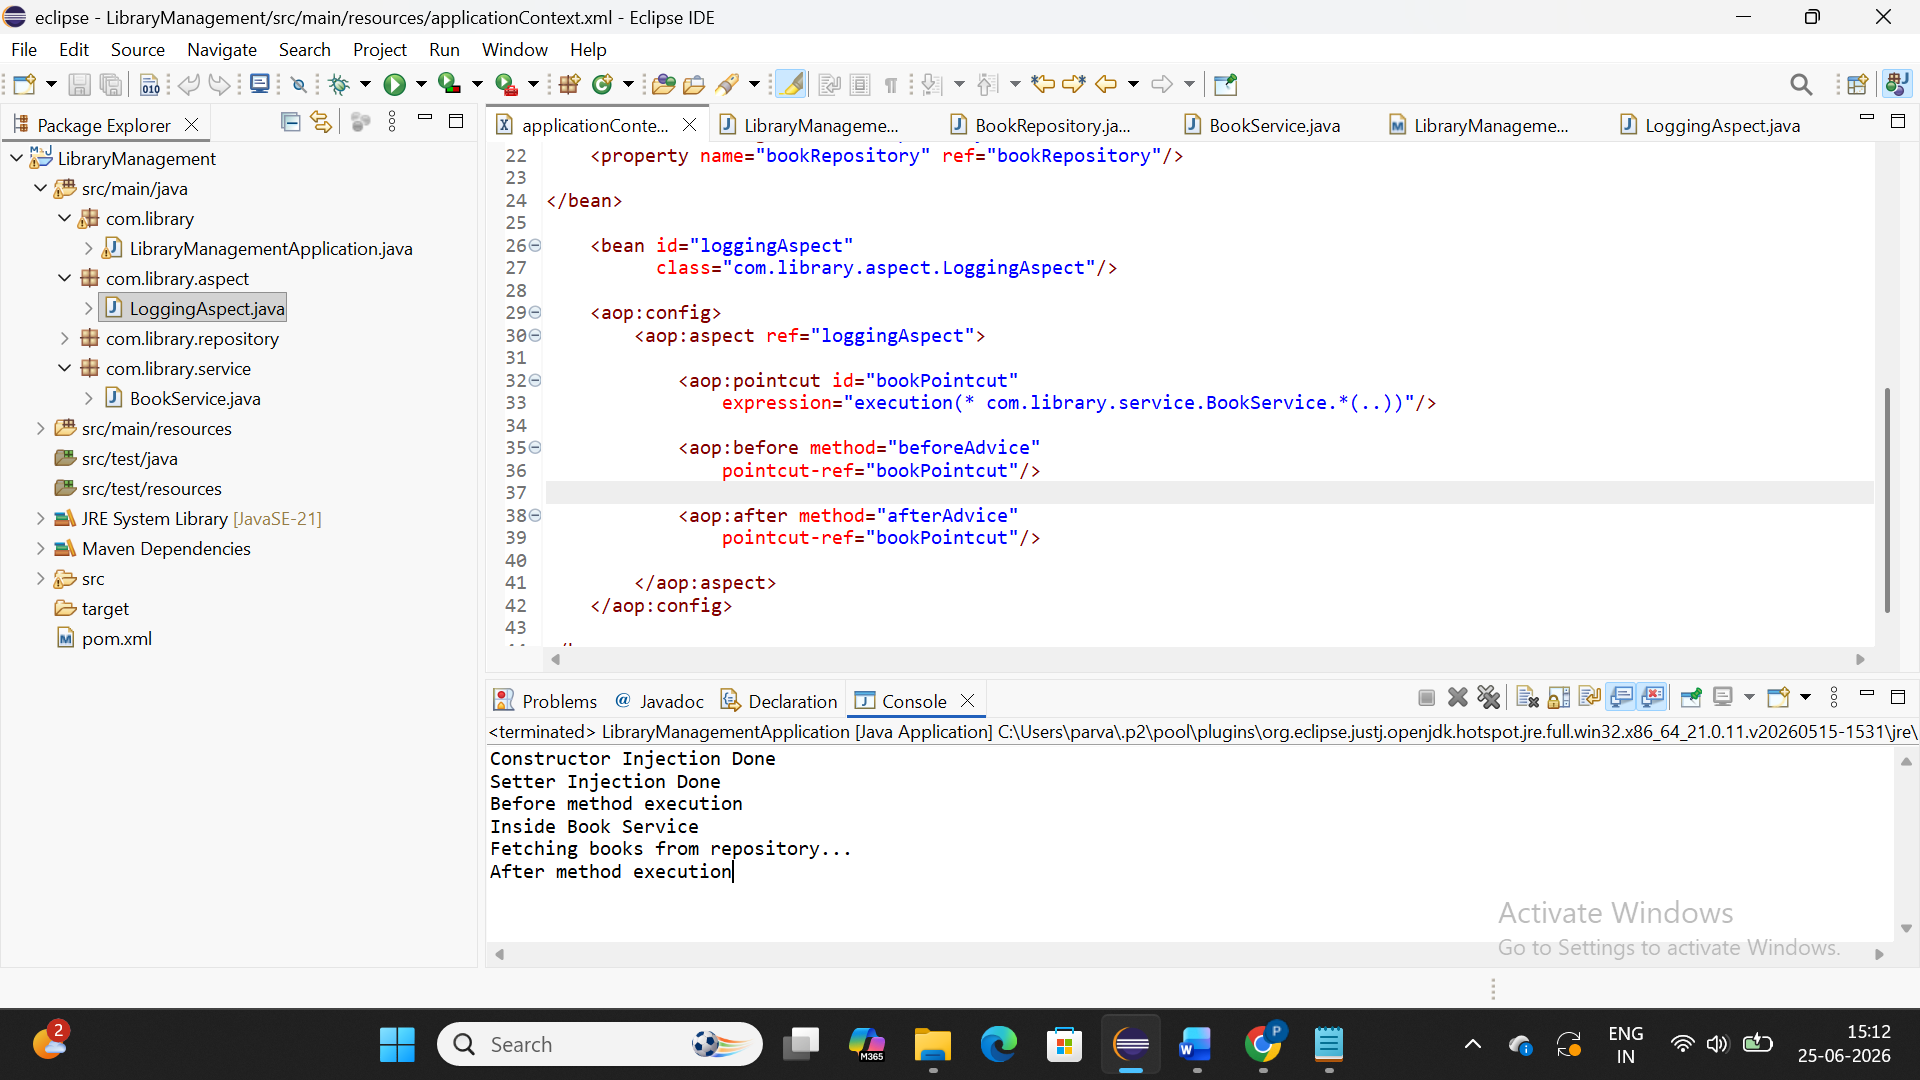 eclipse - LibraryManagement/src/main/resources/applicationContext.xml - Eclipse IDE
File Edit Source Navigate Search Project Run Window Help
Package Explorer
LibraryManagement
src/main/java
com.library
LibraryManagementApplication.java
com.library.aspect
LoggingAspect.java
com.library.repository
com.library.service
BookService.java
src/main/resources
src/test/java
src/test/resources
JRE System Library [JavaSE-21]
Maven Dependencies
src
target
pom.xml
applicationConte... LibraryManageme... BookRepository.ja... BookService.java LibraryManageme... LoggingAspect.java
22 <property name="bookRepository" ref="bookRepository"/>
23
24 </bean>
25
26 <bean id="loggingAspect"
27 class="com.library.aspect.LoggingAspect"/>
28
29 <aop:config>
30 <aop:aspect ref="loggingAspect">
31
32 <aop:pointcut id="bookPointcut"
33 expression="execution(* com.library.service.BookService.*(..))"/>
34
35 <aop:before method="beforeAdvice"
36 pointcut-ref="bookPointcut"/>
37
38 <aop:after method="afterAdvice"
39 pointcut-ref="bookPointcut"/>
40
41 </aop:aspect>
42 </aop:config>
43
Problems @ Javadoc Declaration Console
<terminated> LibraryManagementApplication [Java Application] C:\Users\parva\.p2\pool\plugins\org.eclipse.justj.openjdk.hotspot.jre.full.win32.x86_64_21.0.11.v20260515-1531\jre\
Constructor Injection Done
Setter Injection Done
Before method execution
Inside Book Service
Fetching books from repository...
After method execution
Activate Windows
Go to Settings to activate Windows.
2
Search
M365
P
ENG
IN
15:12
25-06-2026